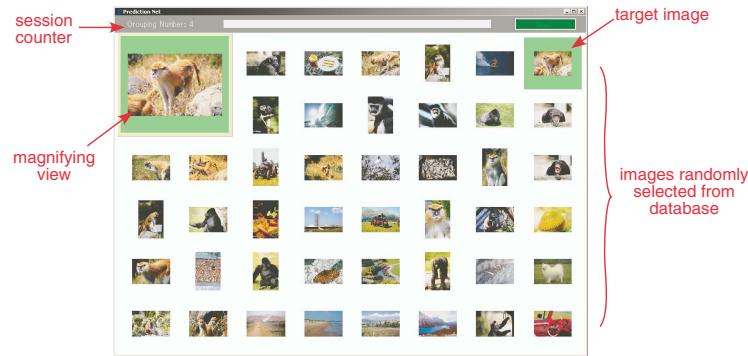 Prediction Net
Grouping Number: 4
session
counter
target image
magnifying
view
images randomly
selected from
database